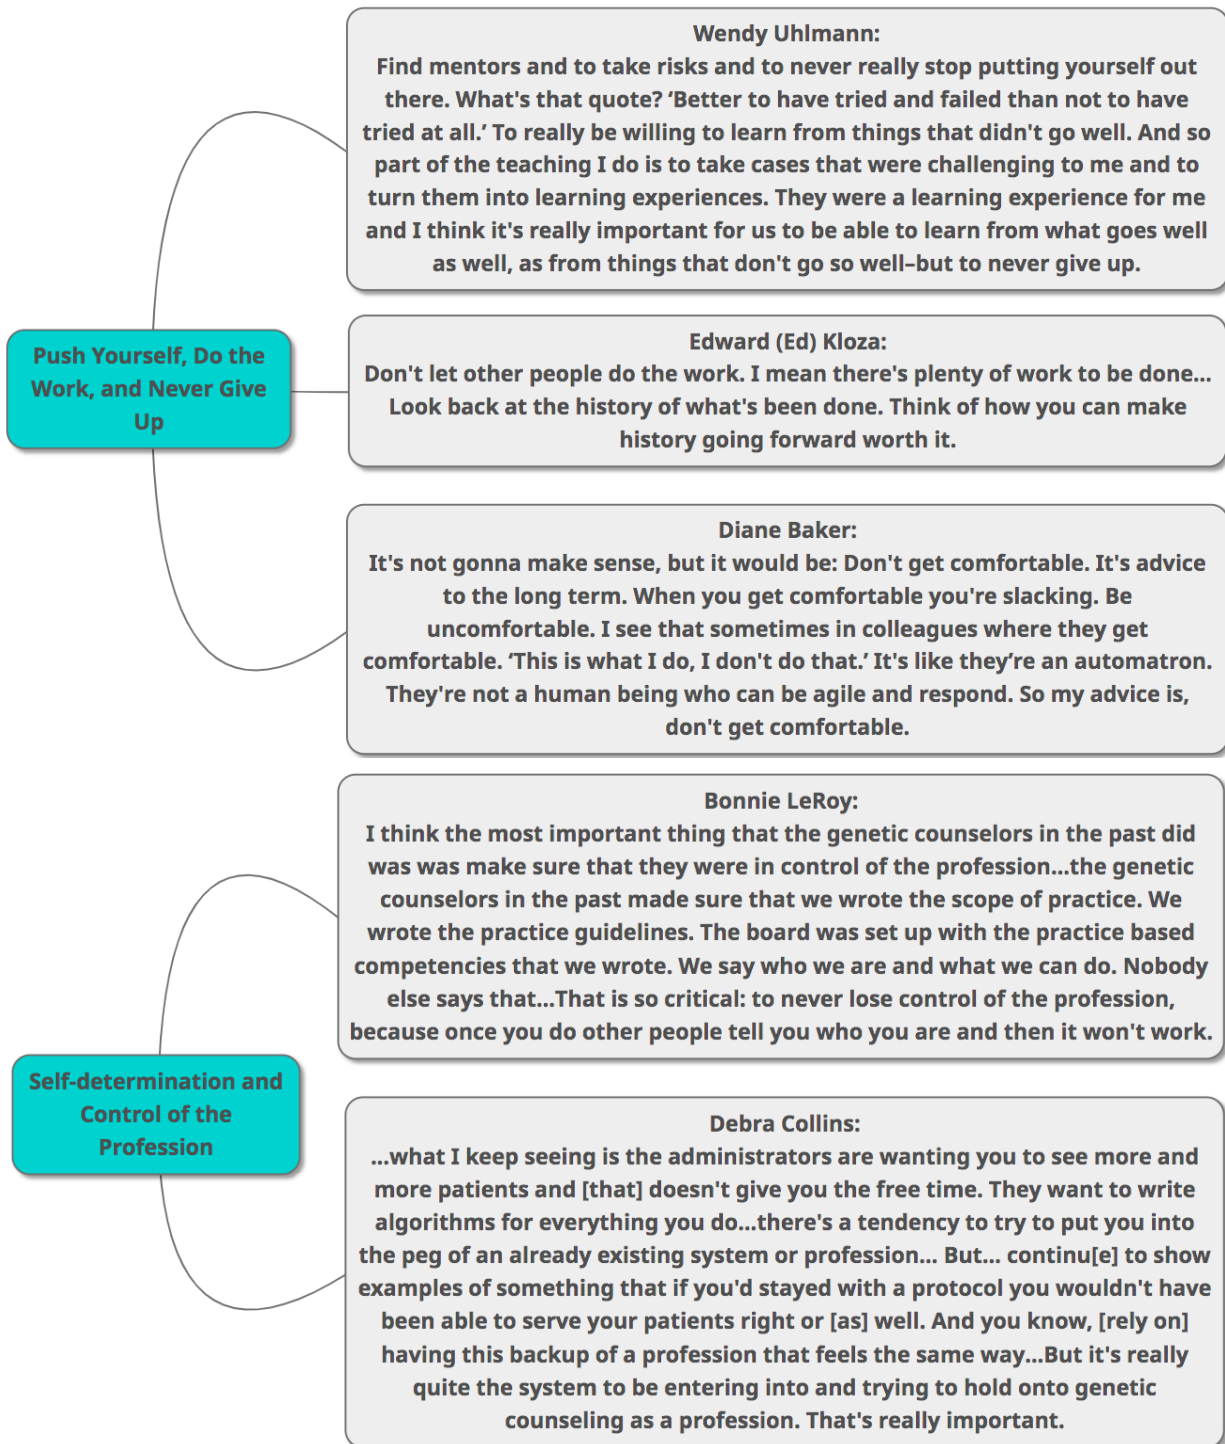 Wendy Uhlmann:
Find mentors and to take risks and to never really stop putting yourself out
there. What's that quote? ‘Better to have tried and failed than not to have
tried at all.’ To really be willing to learn from things that didn't go well. And so
part of the teaching I do is to take cases that were challenging to me and to
turn them into learning experiences. They were a learning experience for me
and I think it's really important for us to be able to learn from what goes well
as well, as from things that don't go so well–but to never give up.
Push Yourself, Do the
Work, and Never Give
Up
Edward (Ed) Kloza:
Don't let other people do the work. I mean there's plenty of work to be done...
Look back at the history of what's been done. Think of how you can make
history going forward worth it.
Diane Baker:
It's not gonna make sense, but it would be: Don't get comfortable. It's advice
to the long term. When you get comfortable you're slacking. Be
uncomfortable. I see that sometimes in colleagues where they get
comfortable. ‘This is what I do, I don't do that.’ It's like they’re an automatron.
They're not a human being who can be agile and respond. So my advice is,
don't get comfortable.
Bonnie LeRoy:
I think the most important thing that the genetic counselors in the past did
was was make sure that they were in control of the profession...the genetic
counselors in the past made sure that we wrote the scope of practice. We
wrote the practice guidelines. The board was set up with the practice based
competencies that we wrote. We say who we are and what we can do. Nobody
else says that...That is so critical: to never lose control of the profession,
because once you do other people tell you who you are and then it won't work.
Self-determination and
Control of the
Profession
Debra Collins:
...what I keep seeing is the administrators are wanting you to see more and
more patients and [that] doesn't give you the free time. They want to write
algorithms for everything you do...there's a tendency to try to put you into
the peg of an already existing system or profession... But... continu[e] to show
examples of something that if you'd stayed with a protocol you wouldn't have
been able to serve your patients right or [as] well. And you know, [rely on]
having this backup of a profession that feels the same way...But it's really
quite the system to be entering into and trying to hold onto genetic
counseling as a profession. That's really important.